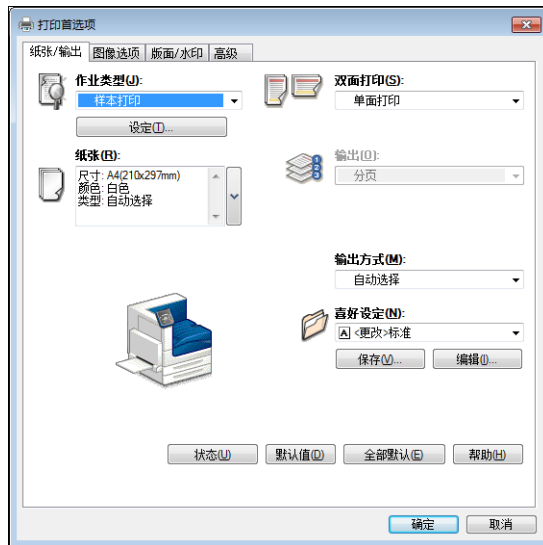 打印首选项
纸张/输出 图像选项 版面/水印 高级
作业类型(J):
样本打印
设定(T)...
纸张(R):
尺寸: A4(210x297mm)
颜色: 白色
类型: 自动选择
双面打印(S):
单面打印
输出(O):
分页
输出方式(M):
自动选择
喜好设定(N):
A <更改>标准
保存(V)... 编辑(I)...
状态(U) 默认值(D) 全部默认(E) 帮助(H)
确定 取消